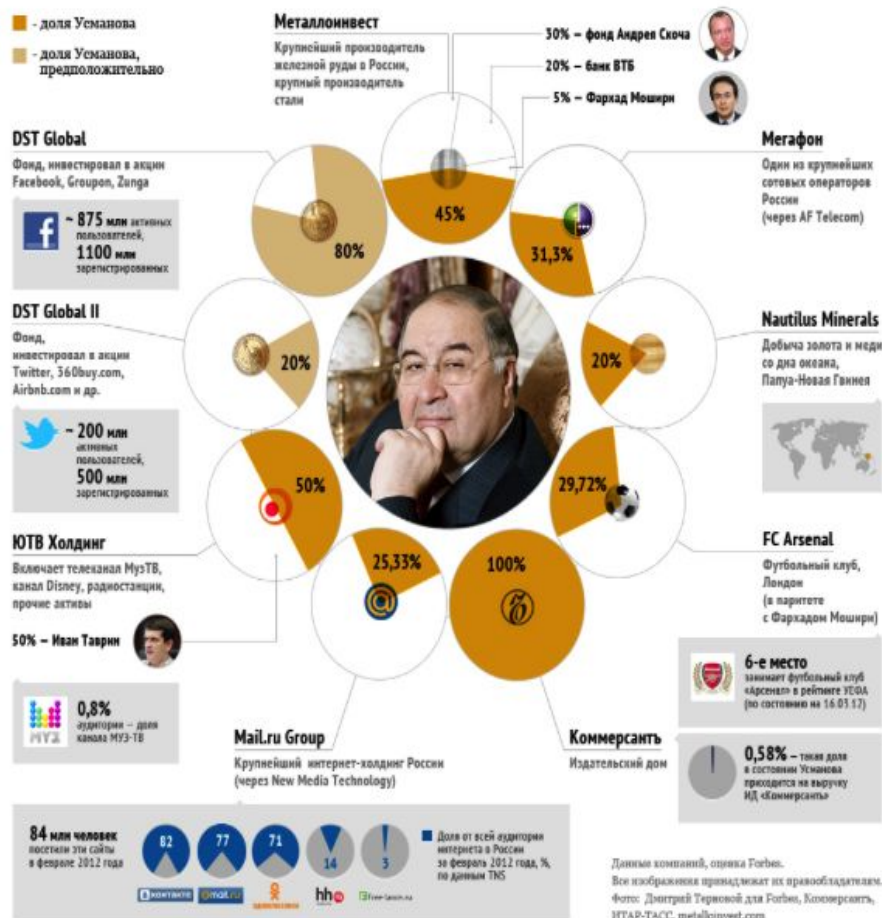 - доля Усманова
- доля Усманова,
предположительно
Металлоинвест
Крупнейший производитель
железной руды в России,
крупный производитель
стали
30% — фонд Андрея Скоча
20% — банк ВТБ
5% — Фархад Мошири
45%
DST Global
Фонд, инвестировал в акции
Facebook, Groupon, Zunga
~ 875 млн активных
пользователей,
1100 млн
зарегистрированных
80%
Мегафон
Один из крупнейших
сотовых операторов
России
(через AF Telecom)
31,3%
DST Global II
Фонд,
инвестировал в акции
Twitter, 360buy.com,
Airbnb.com и др.
~ 200 млн
активных
пользователей,
500 млн
зарегистрированных
20%
Nautilus Minerals
Добыча золота и меди
со дна океана,
Папуа-Новая Гвинея
20%
ЮТВ Холдинг
Включает телеканал МузТВ,
канал Disney, радиостанции,
прочие активы
50% — Иван Таврин
50%
МУЗ
0,8%
аудитории — доля
канала МУЗ-ТВ
FC Arsenal
Футбольный клуб,
Лондон
(в паритете
с Фархадом Мошири)
29,72%
6-е место
занимает футбольный клуб
«Арсенал» в рейтинге УЕФА
(по состоянию на 16.03.12)
25,33%
Mail.ru Group
Крупнейший интернет-холдинг России
(через New Media Technology)
100%
Коммерсантъ
Издательский дом
0,58% — такая доля
в состоянии Усманова
приходится на выручку
ИД «Коммерсантъ»
84 млн человек
посетили эти сайты
в феврале 2012 года
82
77
71
14
3
вконтакте
@mail.ru
одноклассники
hh
free-lance.ru
Доля от всей аудитории
интернета в России
за февраль 2012 года, %,
по данным TNS
Данные компаний, оценка Forbes.
Все изображения принадлежат их правообладателям.
Фото: Дмитрий Терновой для Forbes, Коммерсантъ,
ИТАР-ТАСС, metalloinvest.com